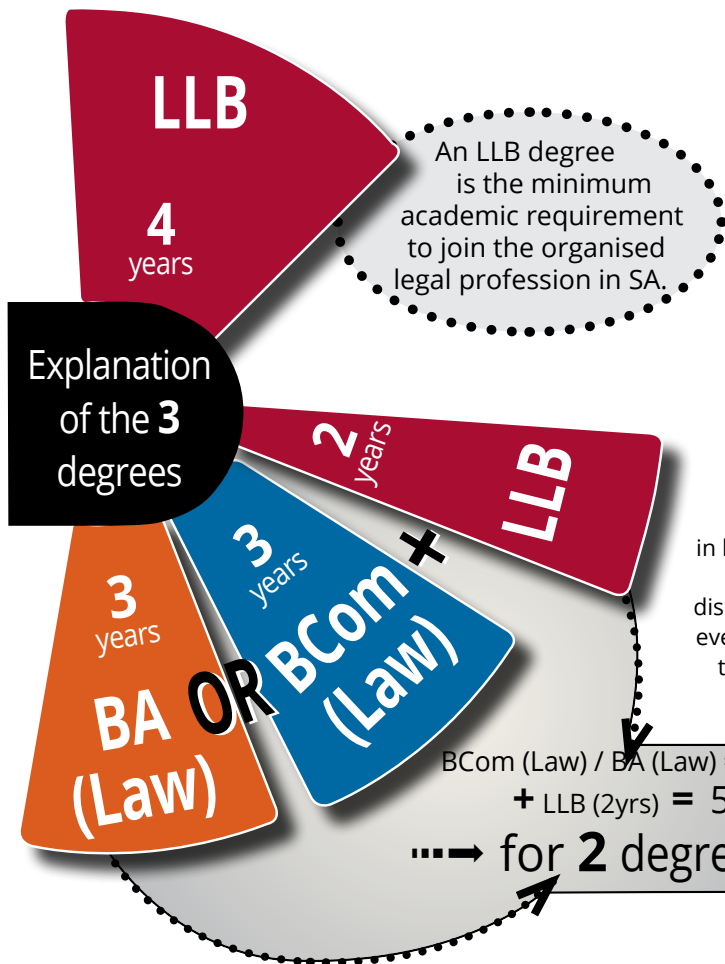 LLB
4
years
An LLB degree
is the minimum
academic requirement
to join the organised
legal profession in SA.
Explanation
of the 3
degrees
2
years
LLB
+
3
years
BCom
(Law)
OR
3
years
BA
(Law)
in
BCom (Law) / BA (Law) =
+ LLB (2yrs) = 5
for 2